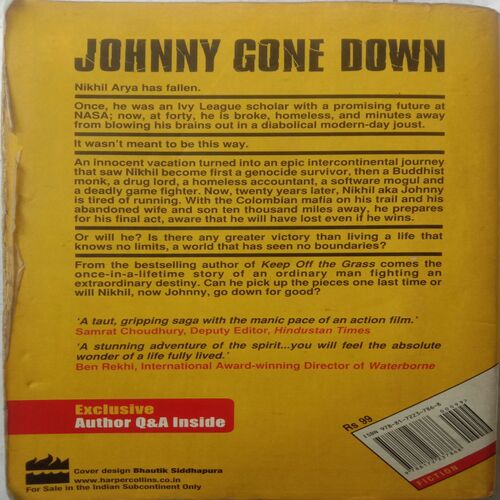 JOHNNY GONE DOWN
Nikhil Arya has fallen.
Once, he was an Ivy League scholar with a promising future at
NASA; now, at forty, he is broke, homeless, and minutes away
from blowing his brains out in a diabolical modern-day joust.
It wasn't meant to be this way.
An innocent vacation turned into an epic intercontinental journey
that saw Nikhil become first a genocide survivor, then a Buddhist
monk, a drug lord, a homeless accountant, a software mogul and
a deadly game fighter. Now, twenty years later, Nikhil aka Johnny
is tired of running. With the Colombian mafia on his trail and his
abandoned wife and son ten thousand miles away, he prepares
for his final act, aware that he will have lost even if he wins.
Or will he? Is there any greater victory than living a life that
knows no limits, a world that has seen no boundaries?
From the bestselling author of Keep Off the Grass comes the
once-in-a-lifetime story of an ordinary man fighting an
extraordinary destiny. Can he pick up the pieces one last time or
will Nikhil, now Johnny, go down for good?
'A taut, gripping saga with the manic pace of an action film.'
Samrat Choudhury, Deputy Editor, Hindustan Times
'A stunning adventure of the spirit...you will feel the absolute
wonder of a life fully lived.'
Ben Rekhi, International Award-winning Director of Waterborne
Exclusive
Author Q&A Inside
Rs 99
ISBN 978-81-7223-786-8
FICTION
Cover design Bhautik Siddhapura
www.harpercollins.co.in
For Sale in the Indian Subcontinent Only